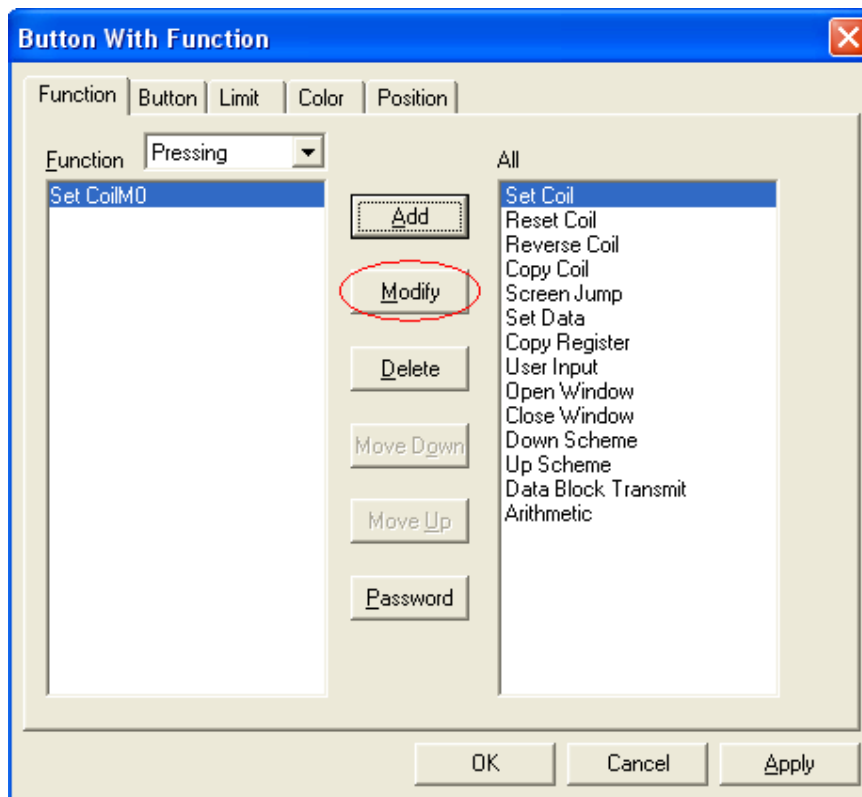 Button With Function
Function Button Limit Color Position
Function Pressing
All
Set CoilM0
Add
Modify
Delete
Move Down
Move Up
Password
Set Coil
Reset Coil
Reverse Coil
Copy Coil
Screen Jump
Set Data
Copy Register
User Input
Open Window
Close Window
Down Scheme
Up Scheme
Data Block Transmit
Arithmetic
OK Cancel Apply